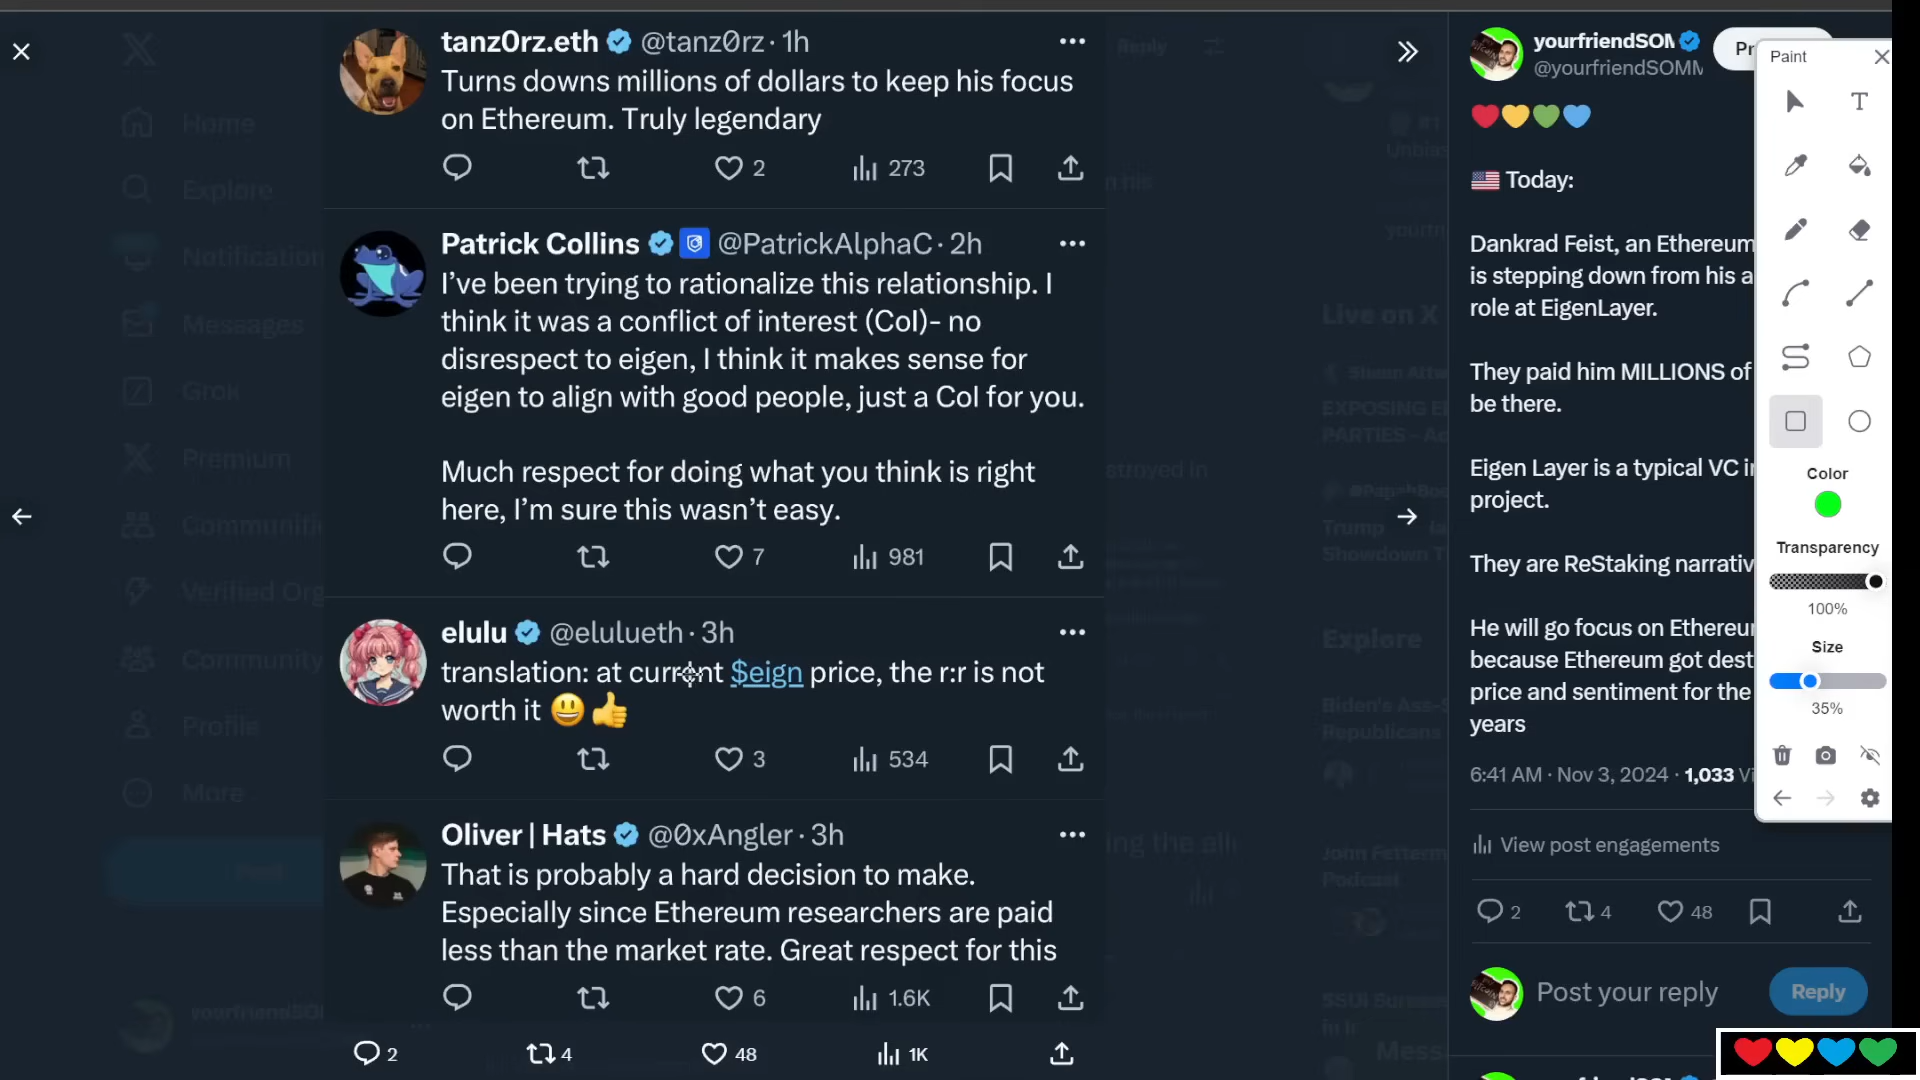 tanz0rz.eth @tanz0rz · 1h
Turns downs millions of dollars to keep his focus
on Ethereum. Truly legendary
2 273
Patrick Collins @PatrickAlphaC · 2h
I’ve been trying to rationalize this relationship. I
think it was a conflict of interest (CoI)- no
disrespect to eigen, I think it makes sense for
eigen to align with good people, just a CoI for you.
Much respect for doing what you think is right
here, I’m sure this wasn’t easy.
7 981
elulu @elulueth · 3h
translation: at current $eign price, the r:r is not
worth it 😃👍
3 534
Oliver | Hats @0xAngler · 3h
That is probably a hard decision to make.
Especially since Ethereum researchers are paid
less than the market rate. Great respect for this
6 1.6K
2 4 48 1K
Home
Explore
Notification
Messages
Grok
Premium
Communiti
Verified Org
Community
Profile
More
Reply
Live on X
Explore
yourfriendSOM
@yourfriendSOMM
Pr
❤️💛💚💙
🇺🇸 Today:
Dankrad Feist, an Ethereum
is stepping down from his a
role at EigenLayer.
They paid him MILLIONS of
be there.
Eigen Layer is a typical VC
project.
They are ReStaking narrativ
He will go focus on Ethereu
because Ethereum got dest
price and sentiment for the
years
6:41 AM · Nov 3, 2024 · 1,033 Vi
View post engagements
2 4 48
Post your reply
Reply
Paint
T
Color
Transparency
100%
Size
35%